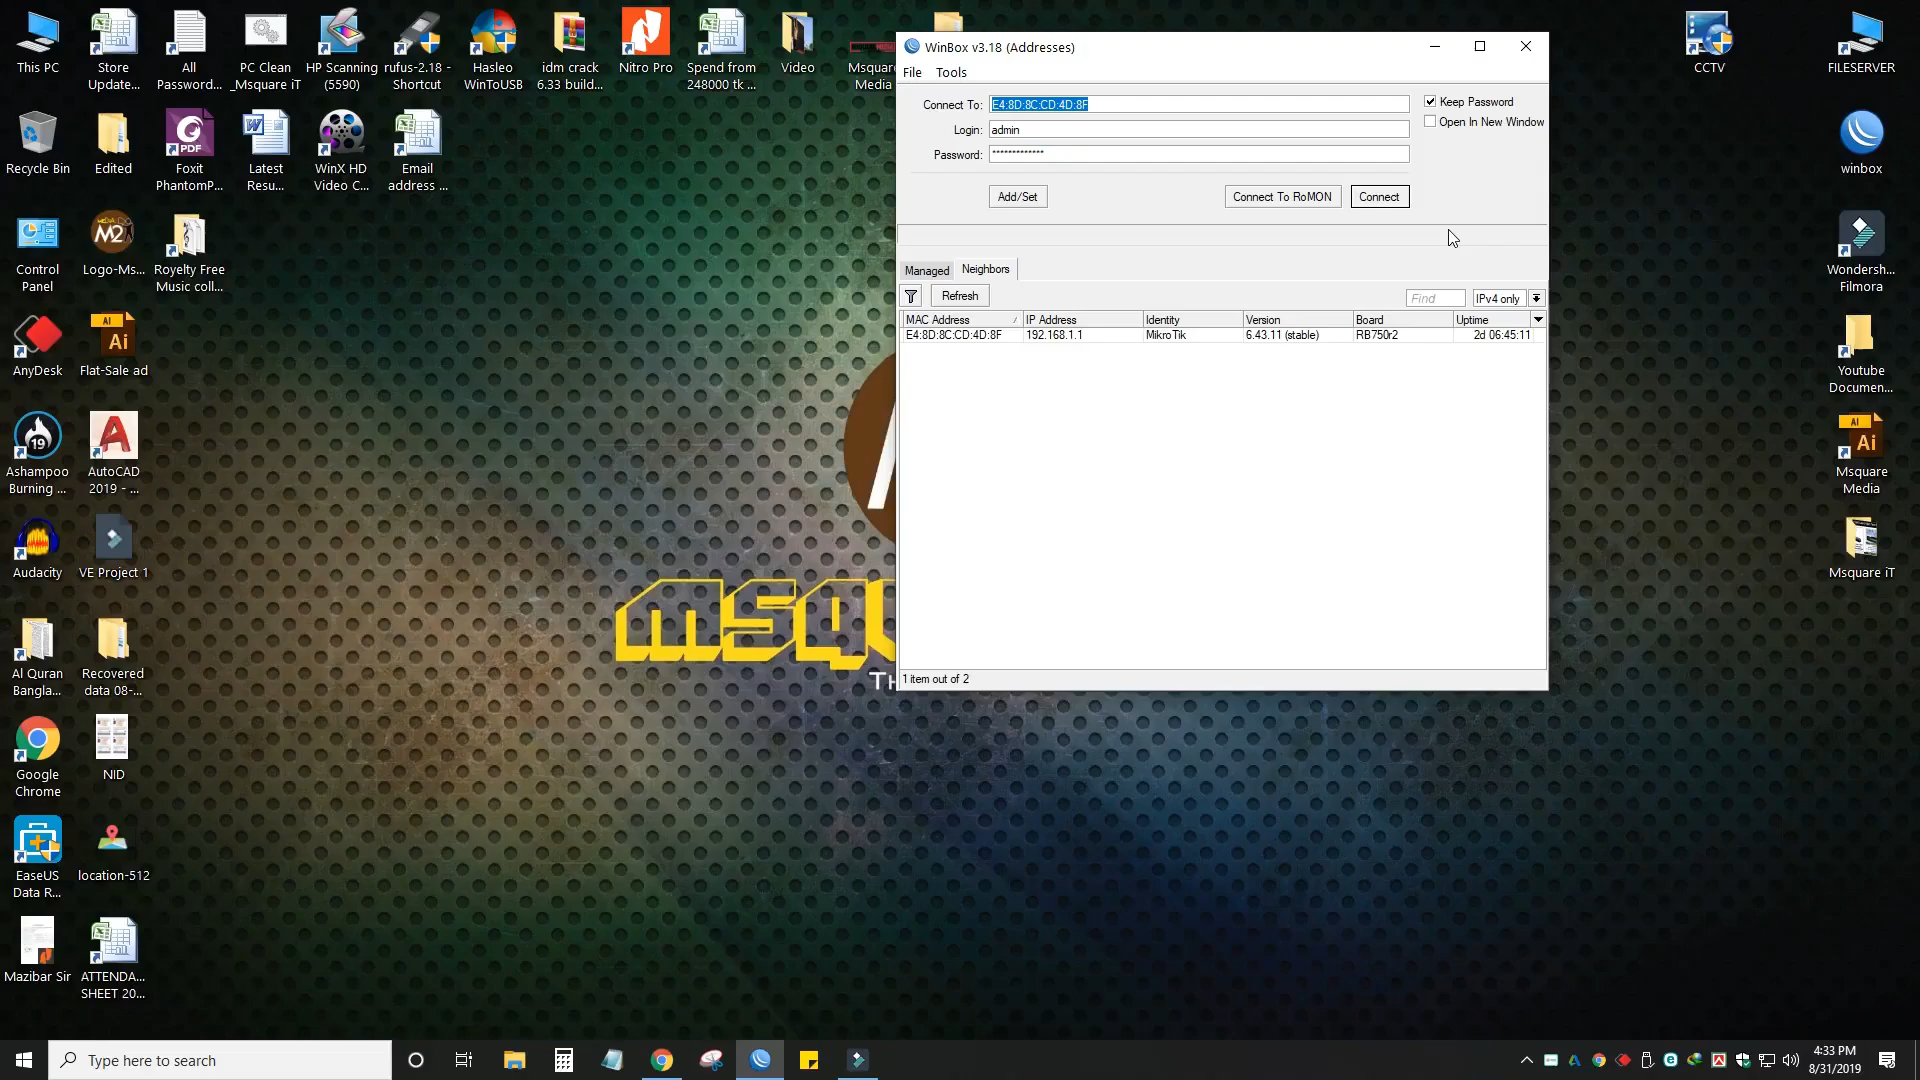 This PC
Store
Update...
All
Password...
PC Clean
_Msquare iT
HP Scanning
(5590)
rufus-2.18 -
Shortcut
Hasleo
WinToUSB
idm crack
6.33 build...
Nitro Pro
Spend from
248000 tk ...
Video
Msquare
Media
CCTV
FILESERVER
Recycle Bin
Edited
Foxit
PhantomP...
Latest
Resu...
WinX HD
Video C...
Email
address ...
winbox
Control
Panel
Logo-Ms...
Royelty Free
Music coll...
Wondersh...
Filmora
AnyDesk
Flat-Sale ad
Youtube
Documen...
Ashampoo
Burning ...
AutoCAD
2019 - ...
Msquare
Media
Audacity
VE Project 1
Msquare iT
Al Quran
Bangla...
Recovered
data 08-...
Google
Chrome
NID
EaseUS
Data R...
location-512
Mazibar Sir
ATTENDA...
SHEET 20...
WinBox v3.18 (Addresses)
File Tools
Connect To: E4:8D:8C:CD:4D:8F
Keep Password
Login: admin
Open In New Window
Password: *************
Add/Set Connect To RoMON Connect
Managed Neighbors
Refresh Find IPv4 only
MAC Address IP Address Identity Version Board Uptime
E4:8D:8C:CD:4D:8F 192.168.1.1 MikroTik 6.43.11 (stable) RB750r2 2d 06:45:11
1 item out of 2
msqu
Th
Type here to search
4:33 PM
8/31/2019